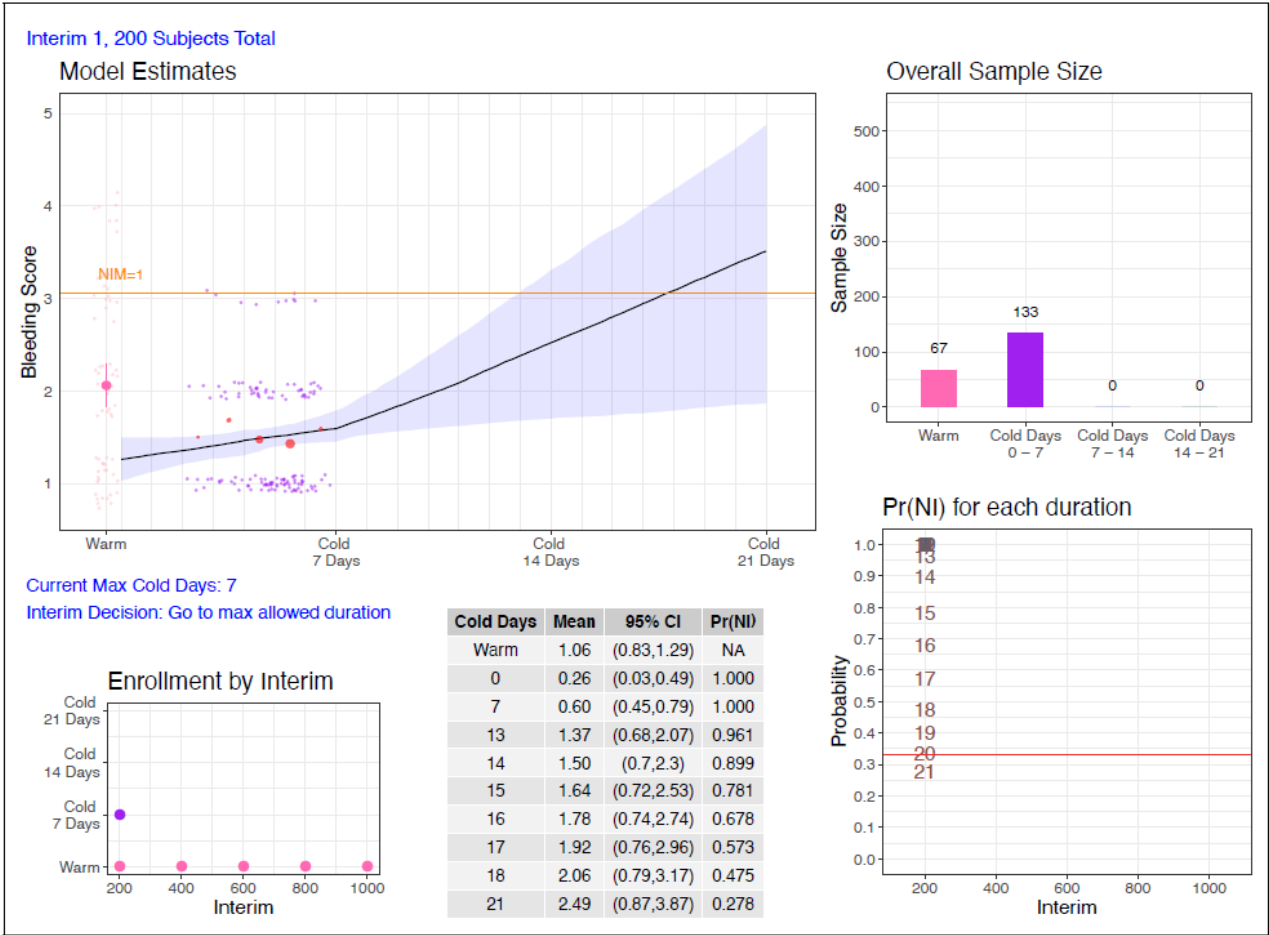 Interim 1, 200 Subjects Total
Model Estimates
Bleeding Score
5
4
3
2
1
NIM=1
Warm
Cold
7 Days
Cold
14 Days
Cold
21 Days
Overall Sample Size
Sample Size
500
400
300
200
100
0
67
133
0
0
Warm
Cold Days
0 – 7
Cold Days
7 – 14
Cold Days
14 – 21
Current Max Cold Days: 7
Interim Decision: Go to max allowed duration
Enrollment by Interim
Cold
21 Days
Cold
14 Days
Cold
7 Days
Warm
200 400 600 800 1000
Interim
Cold Days Mean 95% CI Pr(NI)
Warm 1.06 (0.83,1.29) NA
0 0.26 (0.03,0.49) 1.000
7 0.60 (0.45,0.79) 1.000
13 1.37 (0.68,2.07) 0.961
14 1.50 (0.7,2.3) 0.899
15 1.64 (0.72,2.53) 0.781
16 1.78 (0.74,2.74) 0.678
17 1.92 (0.76,2.96) 0.573
18 2.06 (0.79,3.17) 0.475
21 2.49 (0.87,3.87) 0.278
Pr(NI) for each duration
Probability
1.0
0.9
0.8
0.7
0.6
0.5
0.4
0.3
0.2
0.1
0.0
13
14
15
16
17
18
19
20
21
200 400 600 800 1000
Interim